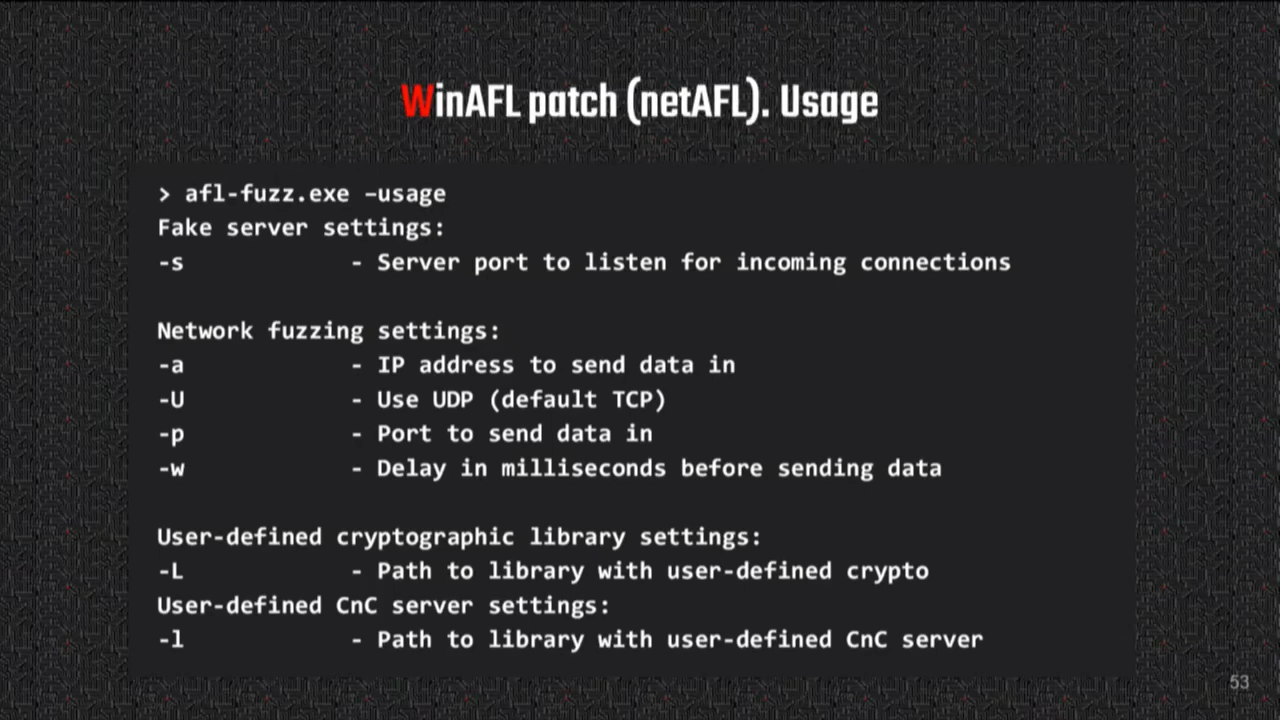 WinAFL patch (netAFL). Usage
> afl-fuzz.exe –usage
Fake server settings:
-s - Server port to listen for incoming connections
Network fuzzing settings:
-a - IP address to send data in
-U - Use UDP (default TCP)
-p - Port to send data in
-w - Delay in milliseconds before sending data
User-defined cryptographic library settings:
-L - Path to library with user-defined crypto
User-defined CnC server settings:
-l - Path to library with user-defined CnC server
53